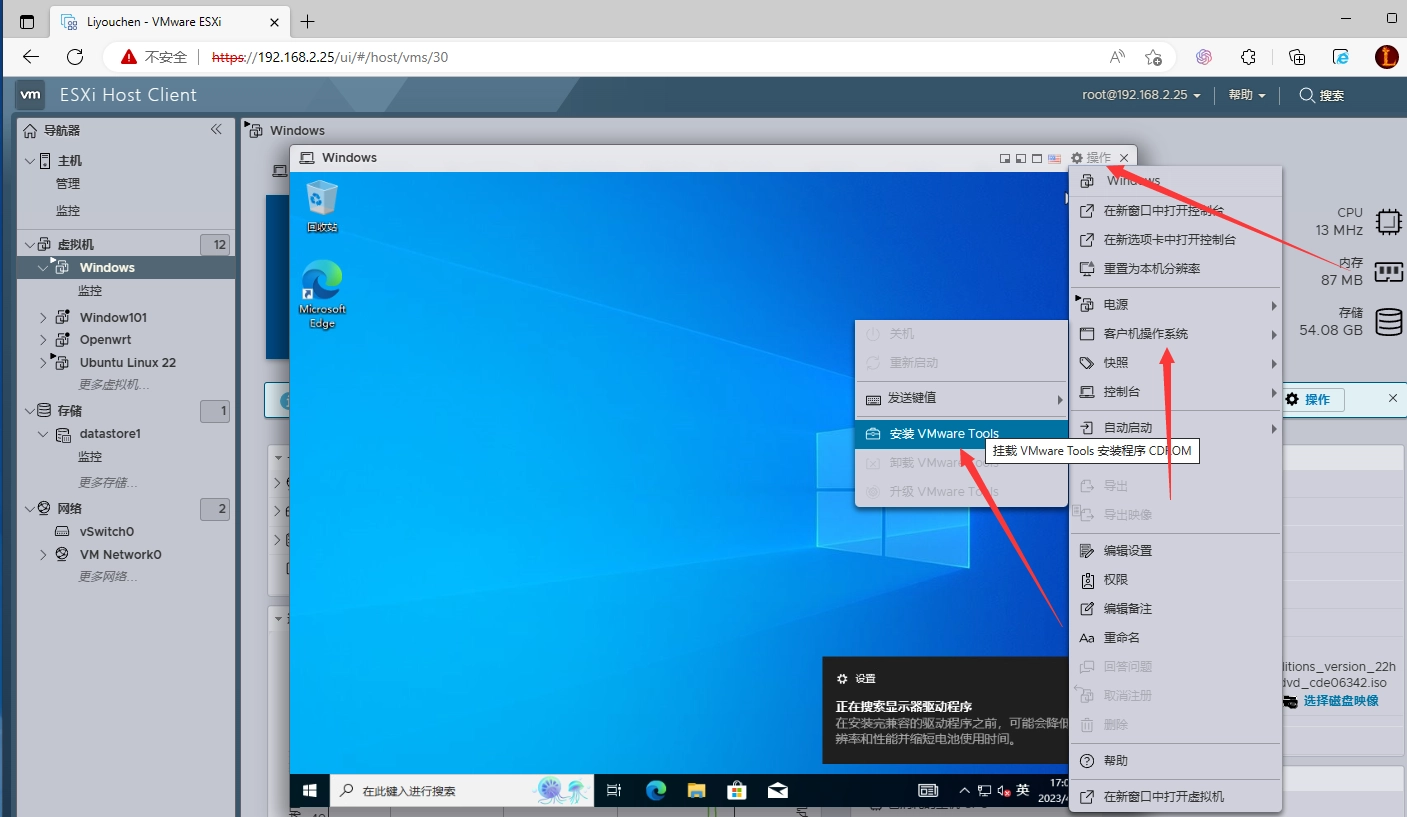 Liyouchen - VMware ESXi
不安全
https://192.168.2.25/ui/#/host/vms/30
vm
ESXi Host Client
root@192.168.2.25
帮助
搜索
导航器
主机
管理
监控
虚拟机
12
Windows
监控
Window101
Openwrt
Ubuntu Linux 22
更多虚拟机...
存储
1
datastore1
监控
更多存储...
网络
2
vSwitch0
VM Network0
更多网络...
Windows
Windows
操作
回收站
Microsoft
Edge
关机
重新启动
发送键值
安装 VMware Tools
卸载 VMware Tools
升级 VMware Tools
挂载 VMware Tools 安装程序 CDROM
Windows
在新窗口中打开控制台
在新选项卡中打开控制台
重置为本机分辨率
电源
客户机操作系统
快照
控制台
自动启动
导出
导出映像
编辑设置
权限
编辑备注
Aa 重命名
回答问题
取消注册
删除
帮助
在新窗口中打开虚拟机
CPU
13 MHz
内存
87 MB
存储
54.08 GB
操作
litions_version_22h
dvd_cde06342.iso
选择磁盘映像
设置
正在搜索显示器驱动程序
在安装完兼容的驱动程序之前，可能会降低
辨率和性能并缩短电池使用时间。
在此键入进行搜索
英
17:0
2023/4